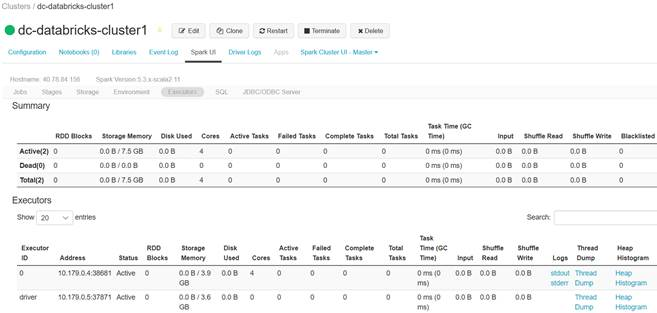 Clusters / dc-databricks-cluster1
dc-databricks-cluster1
Edit Clone Restart Terminate Delete
Configuration Notebooks (0) Libraries Event Log Spark UI Driver Logs Apps Spark Cluster UI - Master
Hostname: 40.78.84.156 Spark Version: 5.3.x-scala2.11
Jobs Stages Storage Environment Executors SQL JDBC/ODBC Server
Summary
RDD Blocks Storage Memory Disk Used Cores Active Tasks Failed Tasks Complete Tasks Total Tasks Task Time (GC Time) Input Shuffle Read Shuffle Write Blacklisted
Active(2) 0 0.0 B / 7.5 GB 0.0 B 4 0 0 0 0 0 ms (0 ms) 0.0 B 0.0 B 0.0 B 0
Dead(0) 0 0.0 B / 0.0 B 0.0 B 0 0 0 0 0 0 ms (0 ms) 0.0 B 0.0 B 0.0 B 0
Total(2) 0 0.0 B / 7.5 GB 0.0 B 4 0 0 0 0 0 ms (0 ms) 0.0 B 0.0 B 0.0 B 0
Executors
Show 20 entries Search:
Executor ID Address Status RDD Blocks Storage Memory Disk Used Cores Active Tasks Failed Tasks Complete Tasks Total Tasks Task Time (GC Time) Input Shuffle Read Shuffle Write Logs Thread Dump Heap Histogram
0 10.179.0.4:38681 Active 0 0.0 B / 3.9 GB 0.0 B 4 0 0 0 0 0 ms (0 ms) 0.0 B 0.0 B 0.0 B stdout stderr Thread Dump Heap Histogram
driver 10.179.0.5:37871 Active 0 0.0 B / 3.6 GB 0.0 B 0 0 0 0 0 0 ms (0 ms) 0.0 B 0.0 B 0.0 B Thread Dump Heap Histogram